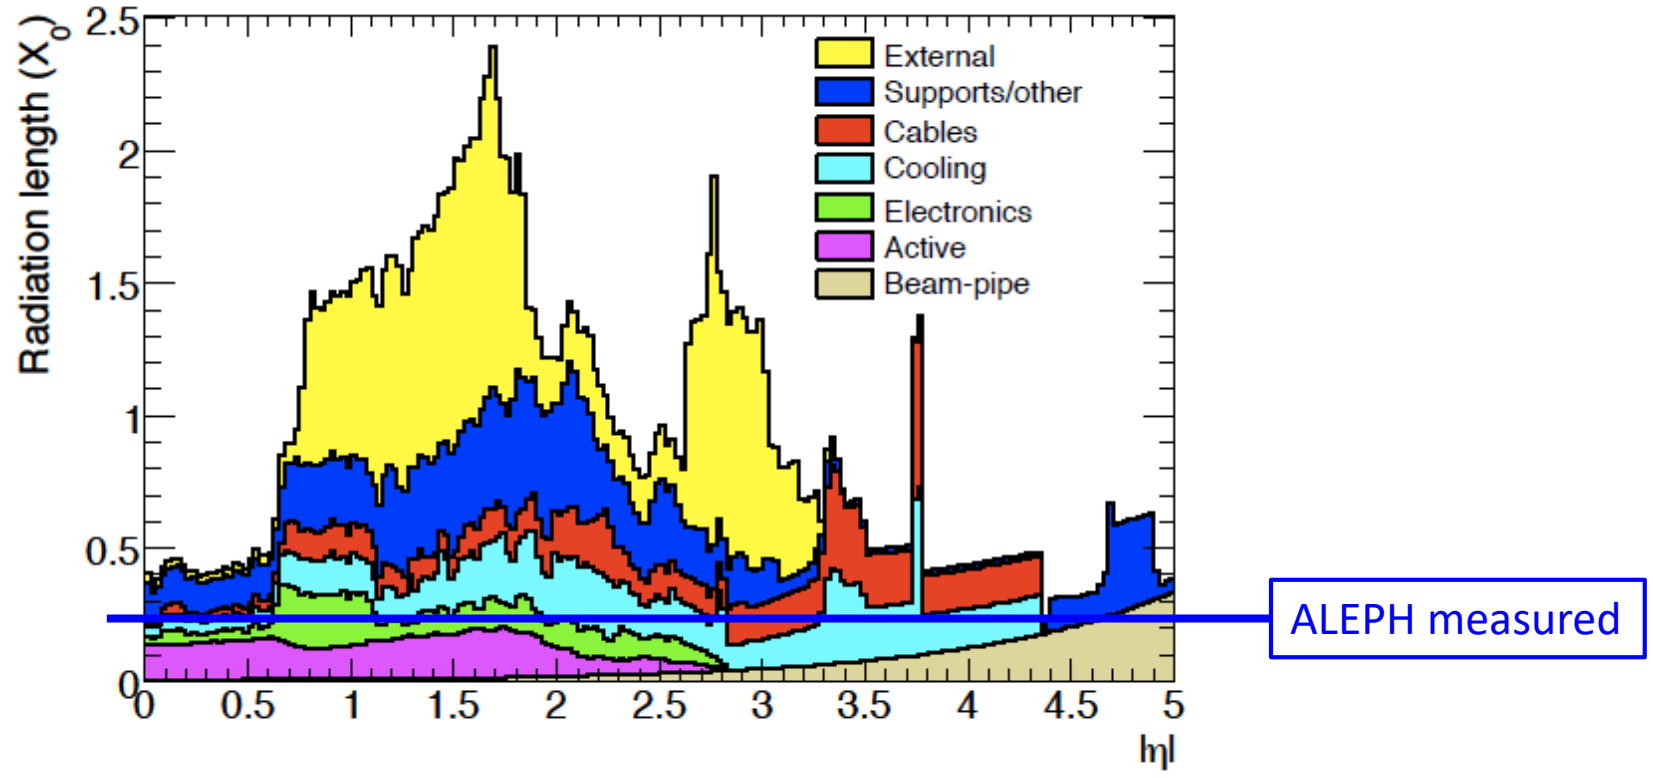 Radiation length (X₀)
2.5
2
1.5
1
0.5
0
External
Supports/other
Cables
Cooling
Electronics
Active
Beam-pipe
ALEPH measured
0 0.5 1 1.5 2 2.5 3 3.5 4 4.5 5
|η|